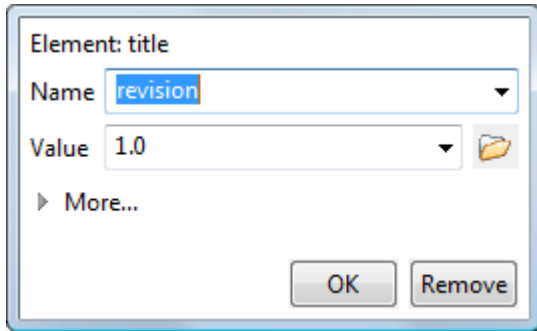 Element: title
Name revision
Value 1.0
More...
OK Remove